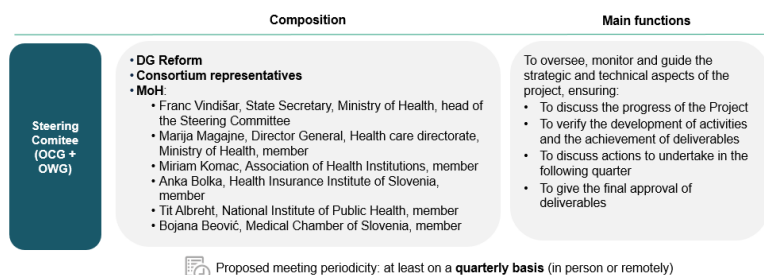 Composition
Main functions
Steering
Comitee
(OCG +
OWG)
• DG Reform
• Consortium representatives
• MoH:
• Franc Vindišar, State Secretary, Ministry of Health, head of
the Steering Committee
• Marija Magajne, Director General, Health care directorate,
Ministry of Health, member
• Miriam Komac, Association of Health Institutions, member
• Anka Bolka, Health Insurance Institute of Slovenia,
member
• Tit Albreht, National Institute of Public Health, member
• Bojana Beović, Medical Chamber of Slovenia, member
To oversee, monitor and guide the
strategic and technical aspects of the
project, ensuring:
• To discuss the progress of the Project
• To verify the development of activities
and the achievement of deliverables
• To discuss actions to undertake in the
following quarter
• To give the final approval of
deliverables
Proposed meeting periodicity: at least on a quarterly basis (in person or remotely)